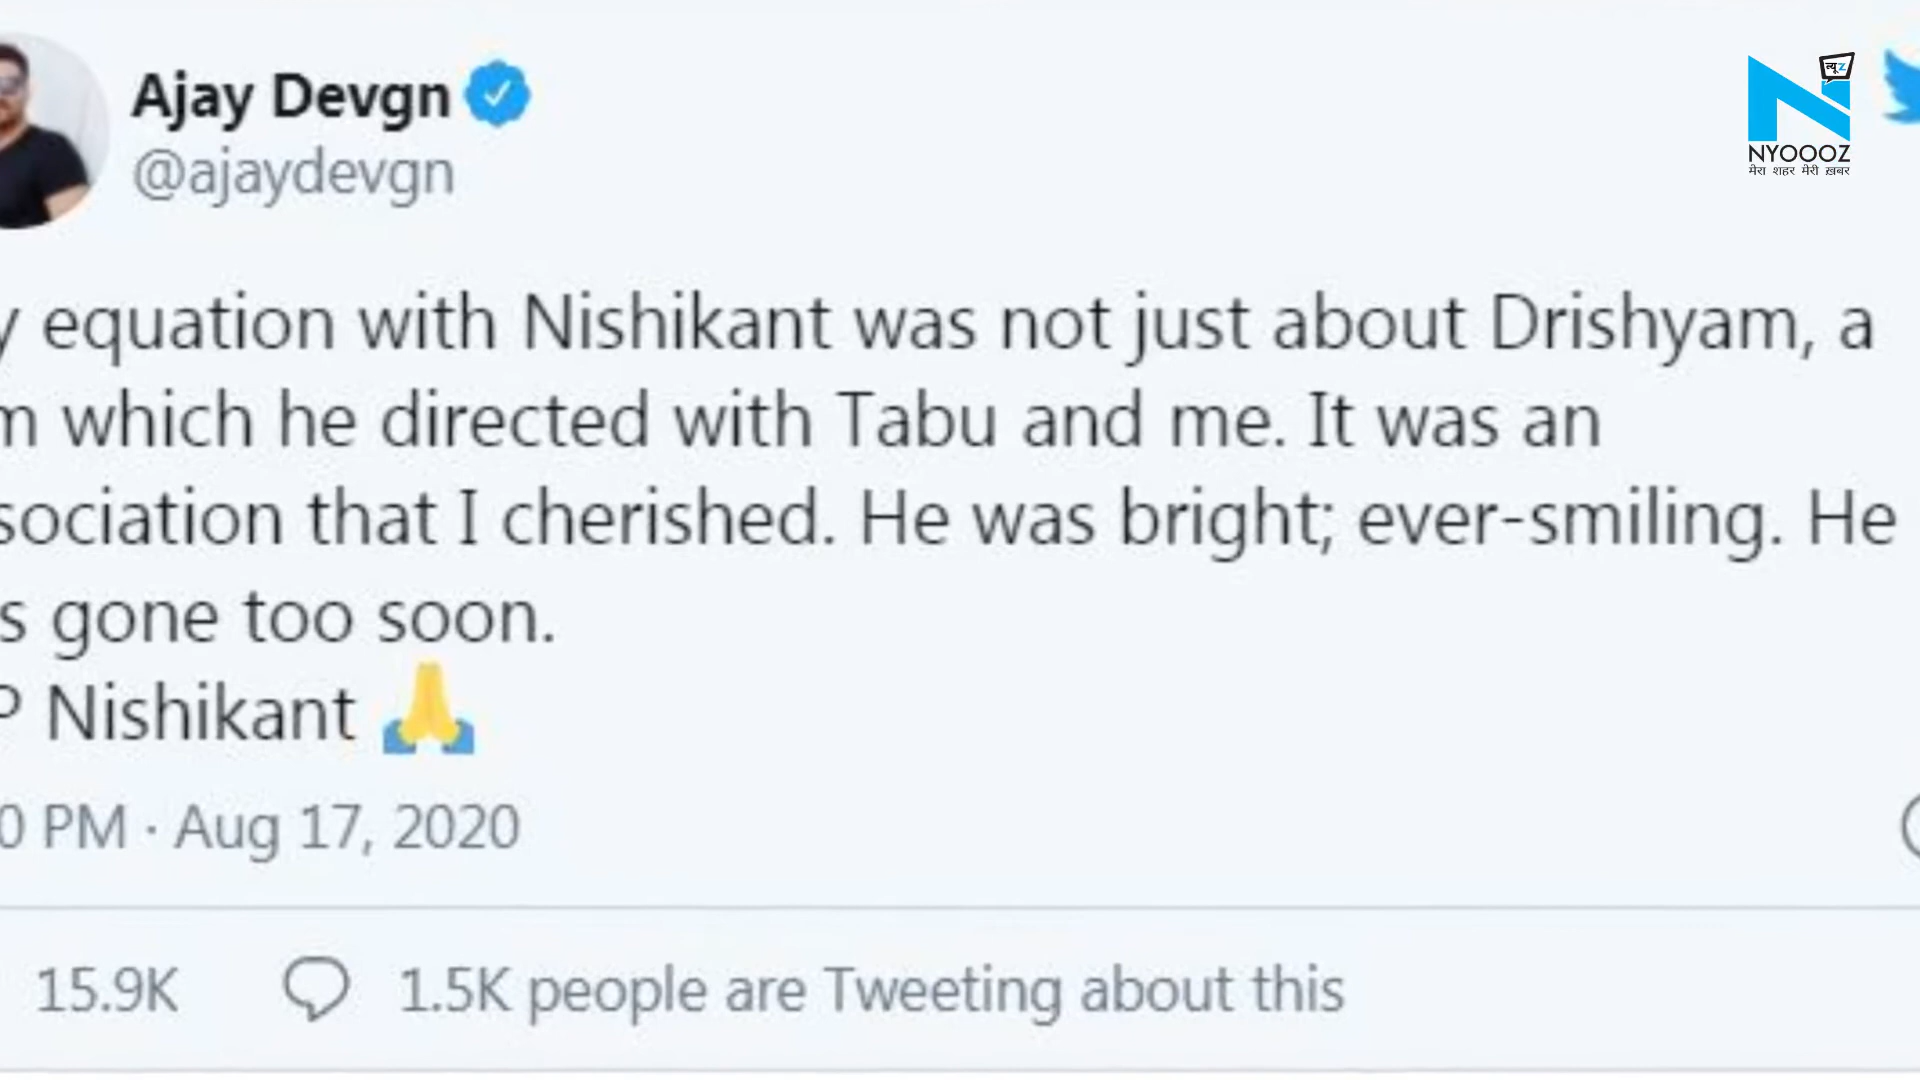 Ajay Devgn
@ajaydevgn
न्यूz
NYOOOZ
मेरा शहर मेरी ख़बर
y equation with Nishikant was not just about Drishyam, a
m which he directed with Tabu and me. It was an
sociation that I cherished. He was bright; ever-smiling. He
s gone too soon.
P Nishikant 🙏
0 PM · Aug 17, 2020
15.9K 1.5K people are Tweeting about this